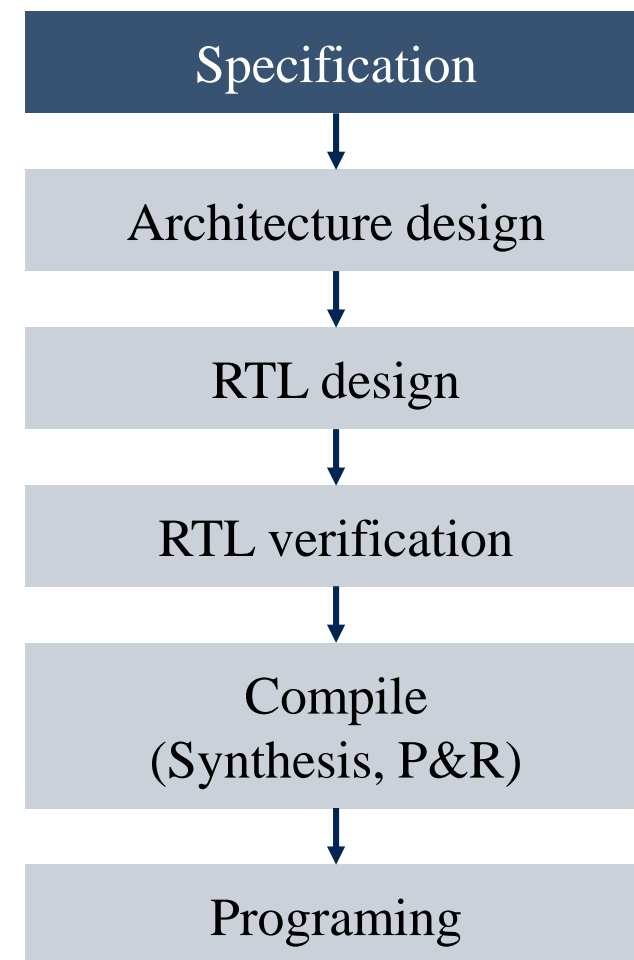 Specification
Architecture design
RTL design
RTL verification
Compile
(Synthesis, P&R)
Programing